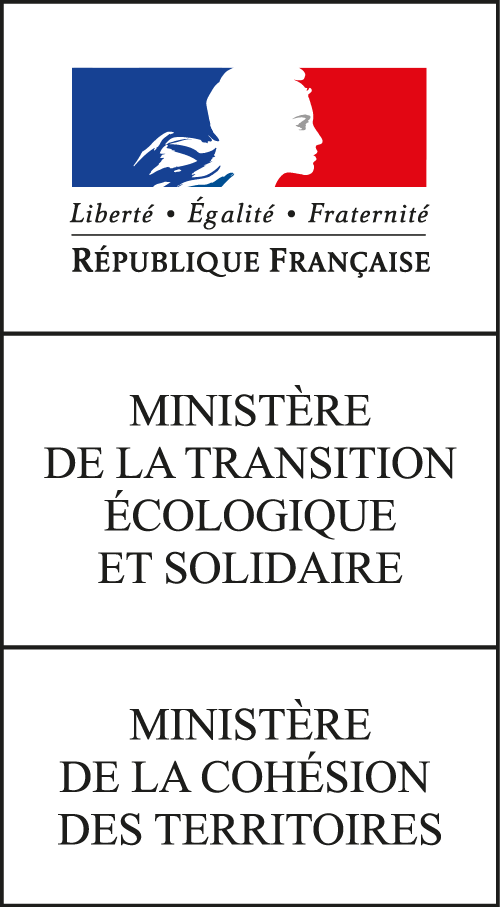 Liberté • Égalité • Fraternité
RÉPUBLIQUE FRANÇAISE
MINISTÈRE
DE LA TRANSITION
ÉCOLOGIQUE
ET SOLIDAIRE
MINISTÈRE
DE LA COHÉSION
DES TERRITOIRES